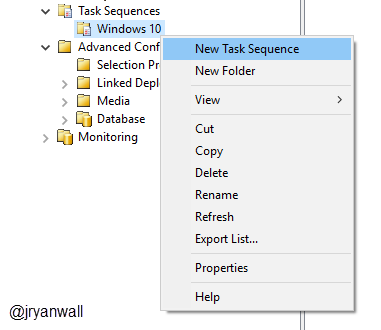 Task Sequences
Windows 10
Advanced Conf
Selection Pr
Linked Depl
Media
Database
Monitoring
New Task Sequence
New Folder
View
Cut
Copy
Delete
Rename
Refresh
Export List...
Properties
Help
@jryanwall